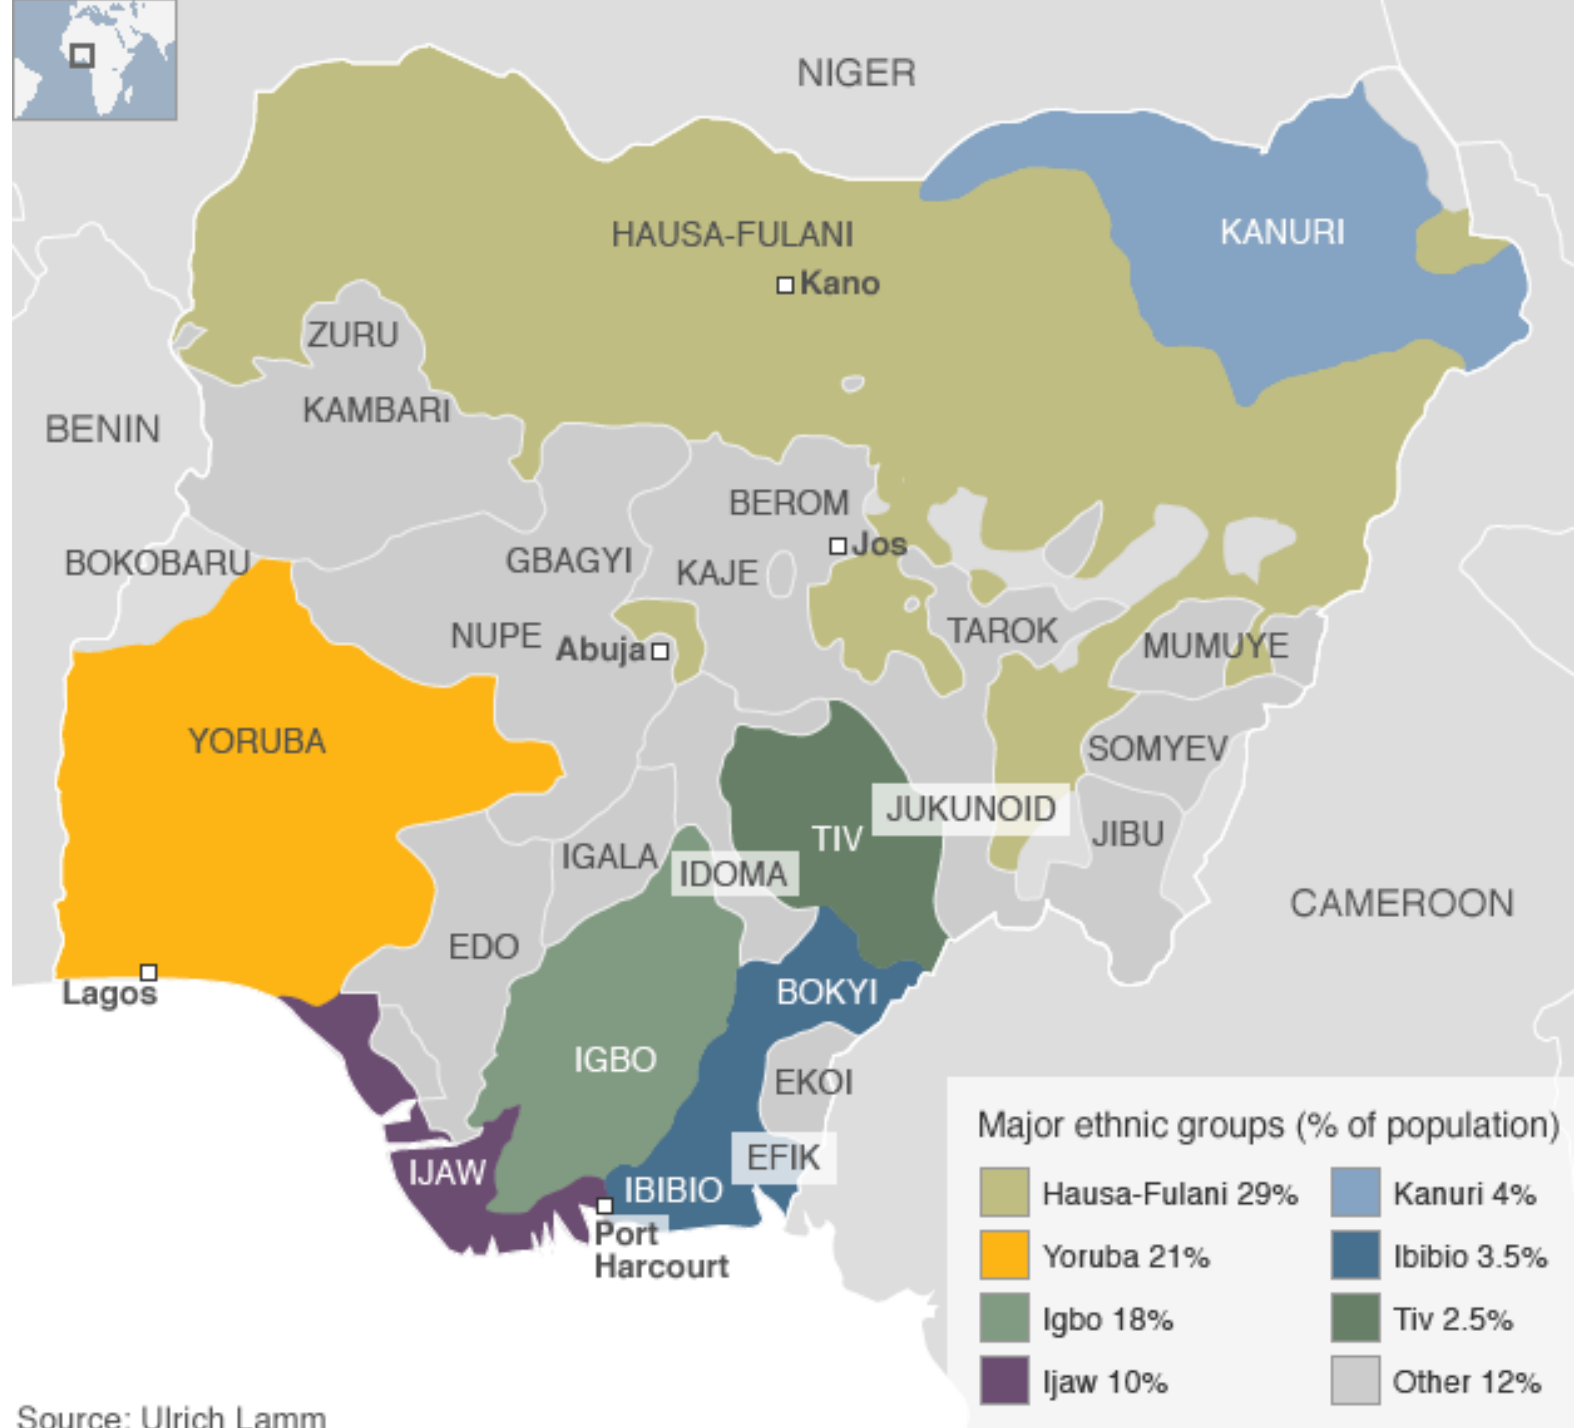 NIGER
HAUSA-FULANI
KANURI
Kano
ZURU
KAMBARI
BENIN
BEROM
Jos
BOKOBARU
GBAGYI
KAJE
NUPE
Abuja
TAROK
MUMUYE
YORUBA
SOMYEV
JUKUNOID
TIV
JIBU
IGALA
IDOMA
CAMEROON
EDO
Lagos
BOKYI
IGBO
EKOI
EFIK
IJAW
IBIBIO
Port
Harcourt
Major ethnic groups (% of population)
Hausa-Fulani 29%
Yoruba 21%
Igbo 18%
Ijaw 10%
Kanuri 4%
Ibibio 3.5%
Tiv 2.5%
Other 12%
Source: Ulrich Lamm